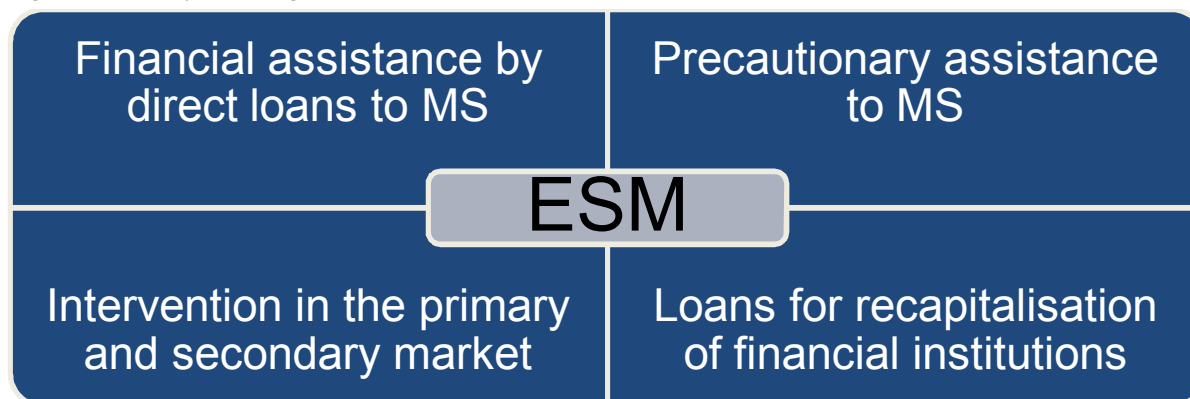 Financial assistance by
direct loans to MS
Precautionary assistance
to MS
ESM
Intervention in the primary
and secondary market
Loans for recapitalisation
of financial institutions